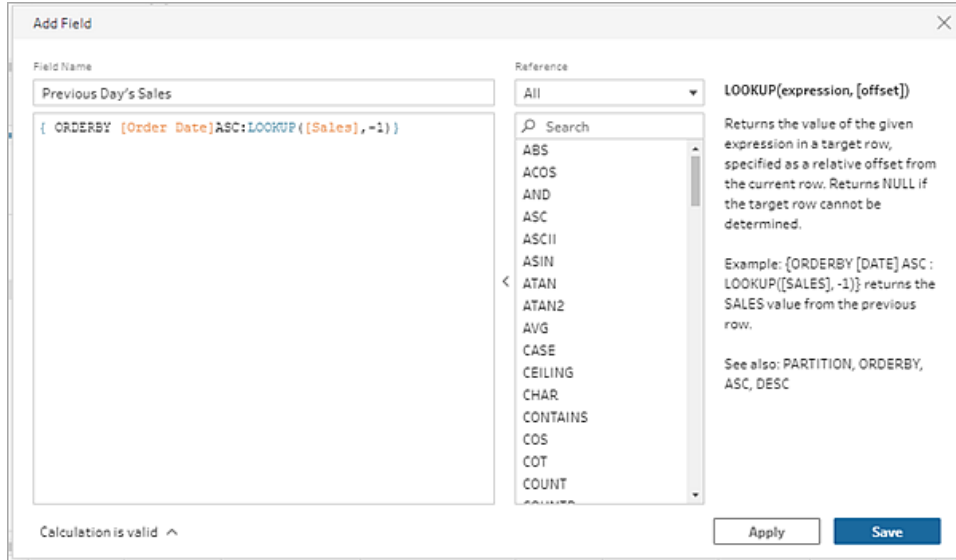 Add Field
Field Name
Previous Day's Sales
{ ORDERBY [Order Date]ASC:LOOKUP([Sales],-1)}
Calculation is valid
Reference
All
Search
ABS
ACOS
AND
ASC
ASCII
ASIN
ATAN
ATAN2
AVG
CASE
CEILING
CHAR
CONTAINS
COS
COT
COUNT
LOOKUP(expression, [offset])
Returns the value of the given
expression in a target row,
specified as a relative offset from
the current row. Returns NULL if
the target row cannot be
determined.
Example: {ORDERBY [DATE] ASC :
LOOKUP([SALES], -1)} returns the
SALES value from the previous
row.
See also: PARTITION, ORDERBY,
ASC, DESC
Apply
Save